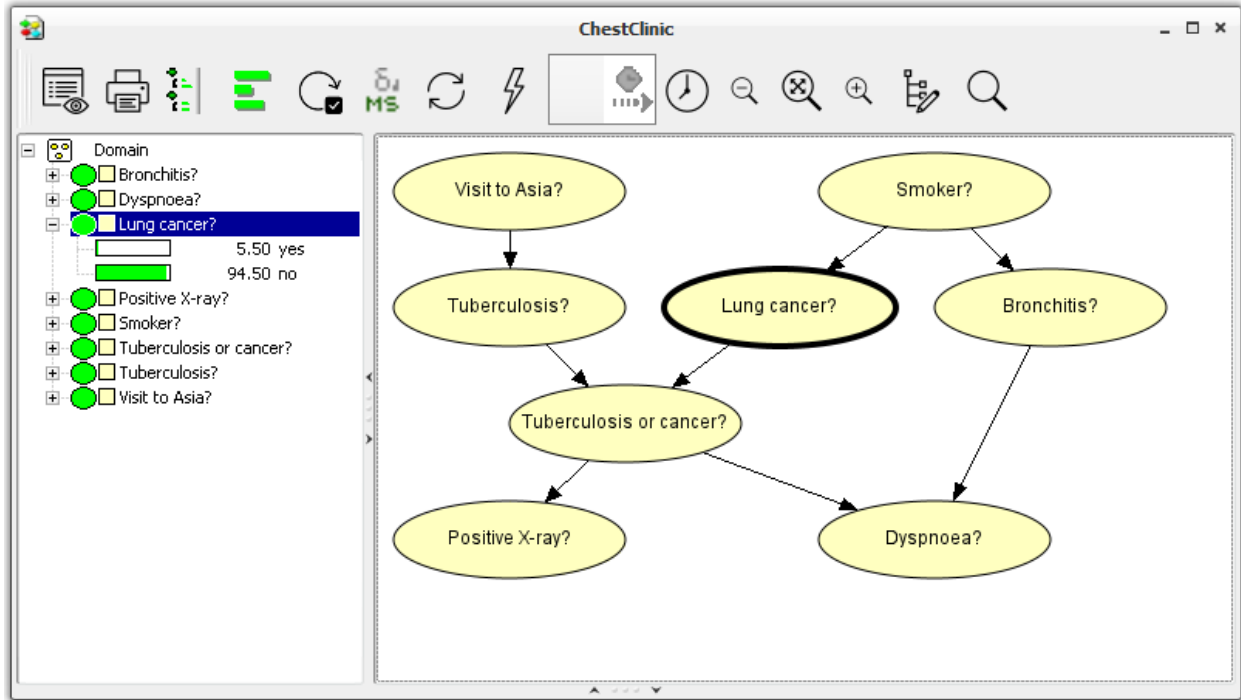 ChestClinic
δ
MS
Domain
Bronchitis?
Dyspnoea?
Lung cancer?
5.50 yes
94.50 no
Positive X-ray?
Smoker?
Tuberculosis or cancer?
Tuberculosis?
Visit to Asia?
Visit to Asia?
Smoker?
Tuberculosis?
Lung cancer?
Bronchitis?
Tuberculosis or cancer?
Positive X-ray?
Dyspnoea?